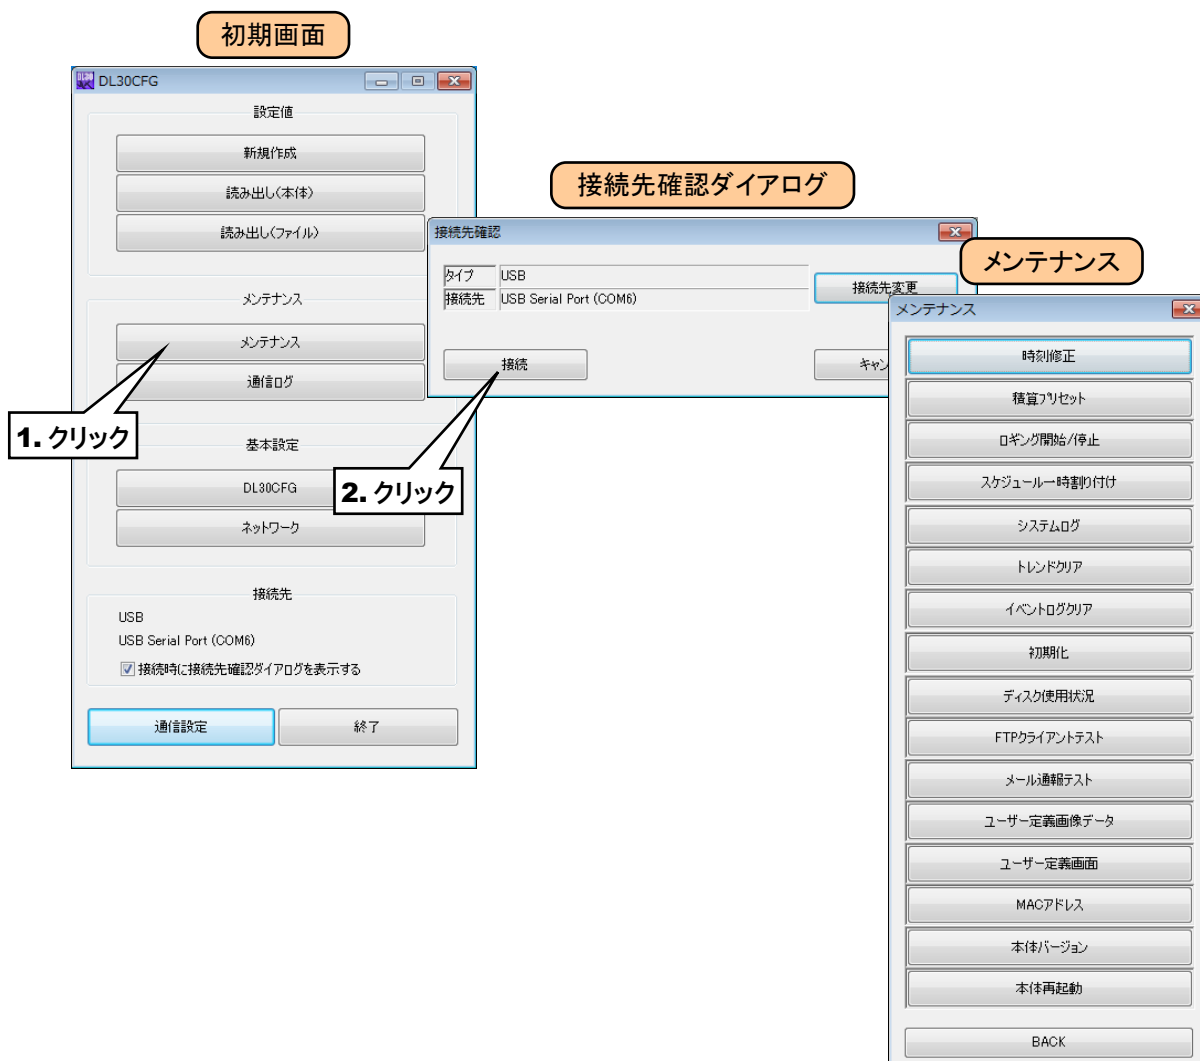 初期画面
DL30CFG
設定値
新規作成
読み出し(本体)
読み出し(ファイル)
メンテナンス
メンテナンス
通信ログ
1. クリック
基本設定
DL30CFG
ネットワーク
接続先
USB
USB Serial Port (COM6)
接続時に接続先確認ダイアログを表示する
通信設定
終了
接続先確認ダイアログ
接続先確認
タイプ USB
接続先 USB Serial Port (COM6)
接続先変更
接続
キャン
2. クリック
メンテナンス
メンテナンス
時刻修正
積算プリセット
ロギング開始/停止
スケジュール一時割り付け
システムログ
トレンドクリア
イベントログクリア
初期化
ディスク使用状況
FTPクライアントテスト
メール通報テスト
ユーザー定義画像データ
ユーザー定義画面
MACアドレス
本体バージョン
本体再起動
BACK